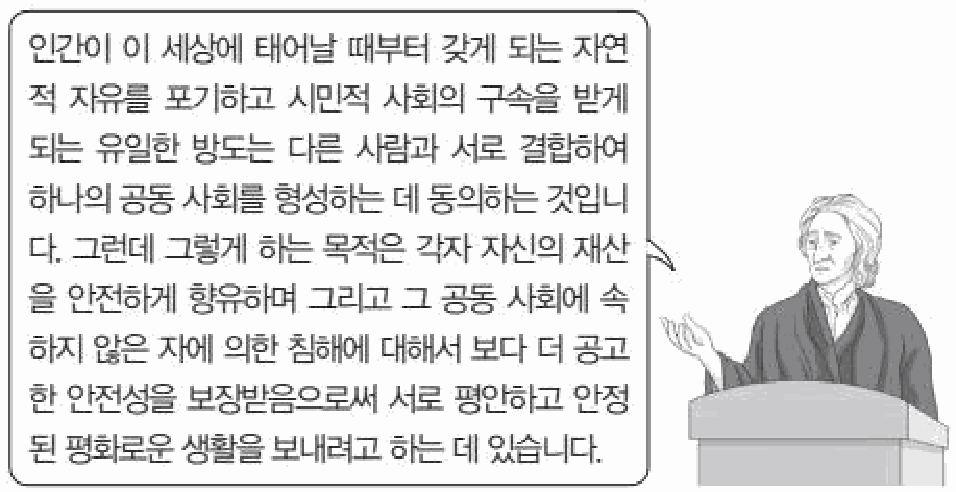 인간이 이 세상에 태어날 때부터 갖게 되는 자연
적 자유를 포기하고 시민적 사회의 구속을 받게
되는 유일한 방도는 다른 사람과 서로 결합하여
하나의 공동 사회를 형성하는 데 동의하는 것입니
다. 그런데 그렇게 하는 목적은 각자 자신의 재산
을 안전하게 향유하며 그리고 그 공동 사회에 속
하지 않은 자에 의한 침해에 대해서 보다 더 공고
한 안전성을 보장받음으로써 서로 평안하고 안정
된 평화로운 생활을 보내려고 하는 데 있습니다.